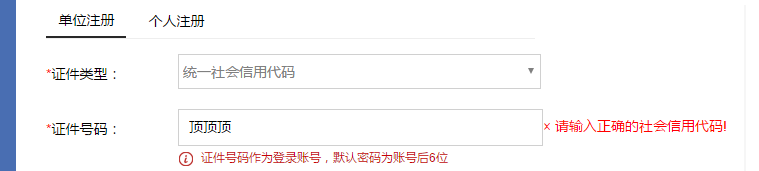 单位注册 个人注册
*证件类型： 统一社会信用代码
*证件号码： 顶顶顶 × 请输入正确的社会信用代码!
证件号码作为登录账号，默认密码为账号后6位